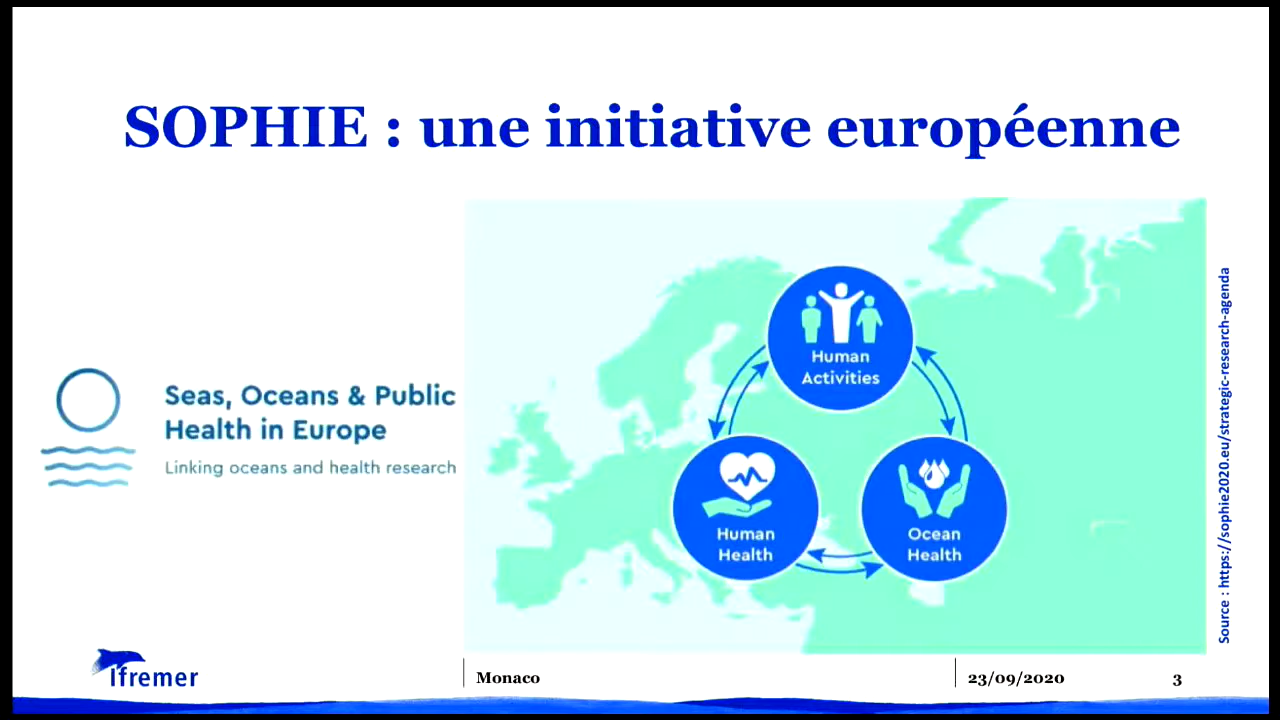 SOPHIE : une initiative européenne
Seas, Oceans & Public
Health in Europe
Linking oceans and health research
Human
Activities
Human
Health
Ocean
Health
Source : https://sophie2020.eu/strategic-research-agenda
Ifremer
Monaco
23/09/2020
3